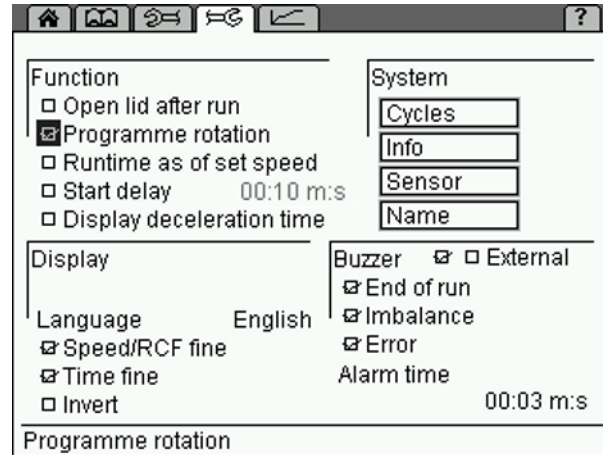 ?
Function
Open lid after run
Programme rotation
Runtime as of set speed
Start delay 00:10 m:s
Display deceleration time
System
Cycles
Info
Sensor
Name
Display
Language English
Speed/RCF fine
Time fine
Invert
Buzzer External
End of run
Imbalance
Error
Alarm time
00:03 m:s
Programme rotation